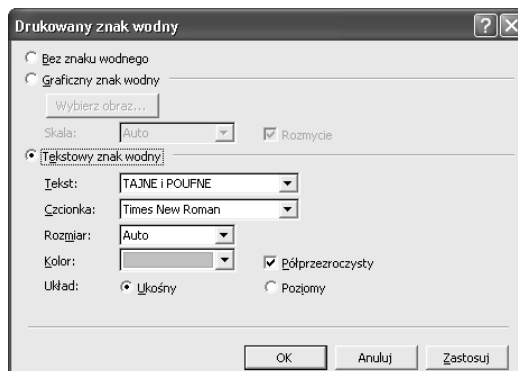 Drukowany znak wodny
Bez znaku wodnego
Graficzny znak wodny
Wybierz obraz...
Skala: Auto Rozmycie
Tekstowy znak wodny
Tekst: TAJNE i POUFNE
Czcionka: Times New Roman
Rozmiar: Auto
Kolor: Półprzezroczysty
Układ: Ukośny Poziomy
OK Anuluj Zastosuj